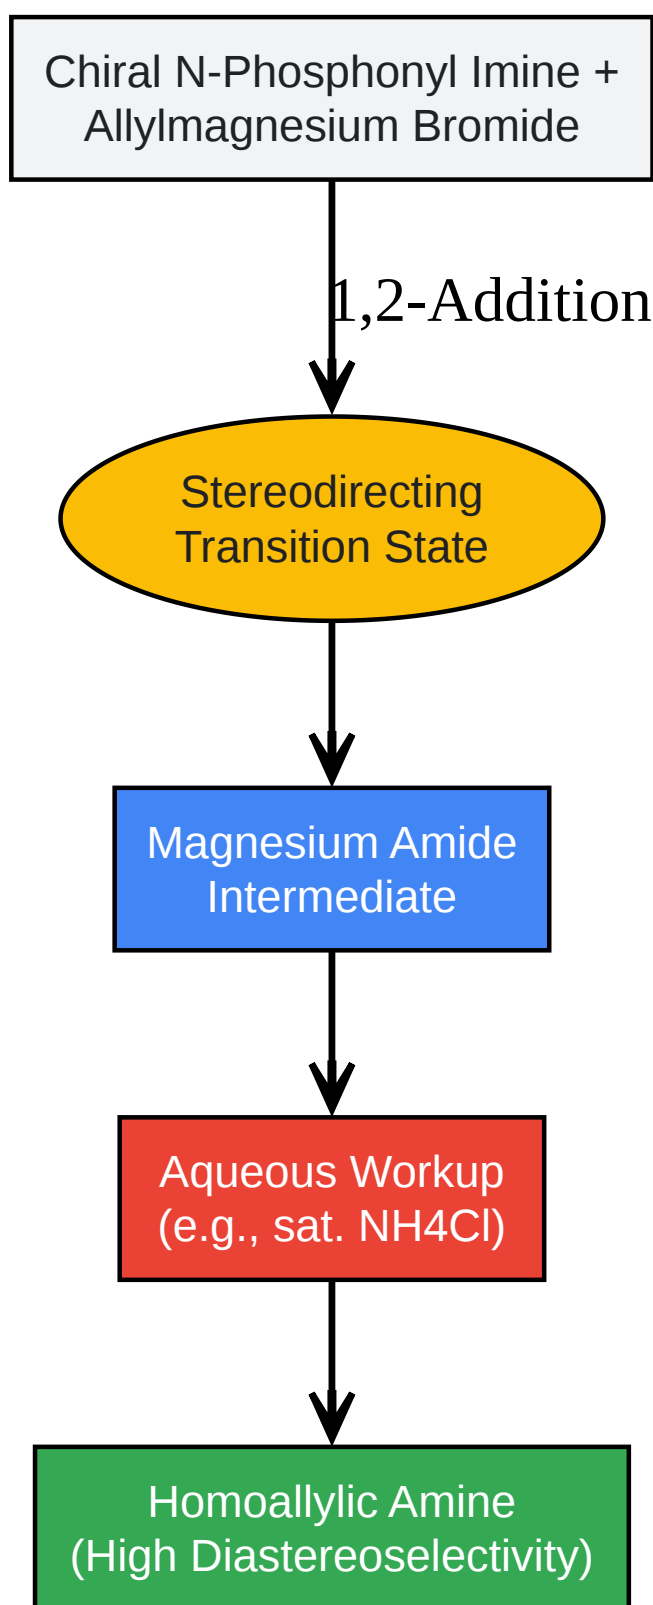 Chiral N-Phosphonyl Imine +
Allylmagnesium Bromide
1,2-Addition
Stereodirecting
Transition State
Magnesium Amide
Intermediate
Aqueous Workup
(e.g., sat. NH4Cl)
Homoallylic Amine
(High Diastereoselectivity)